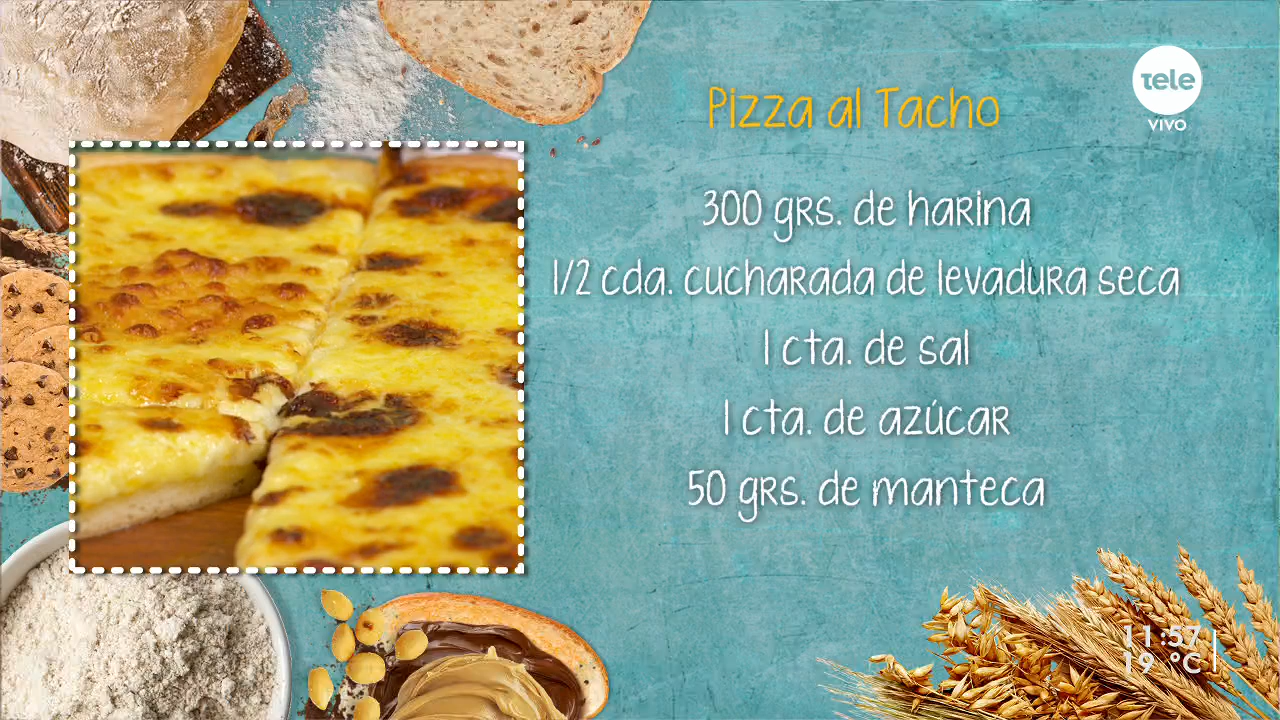 Pizza al Tacho
tele
VIVO
300 grs. de harina
1/2 cda. cucharada de levadura seca
1 cta. de sal
1 cta. de azúcar
50 grs. de manteca
11:57
19 °C